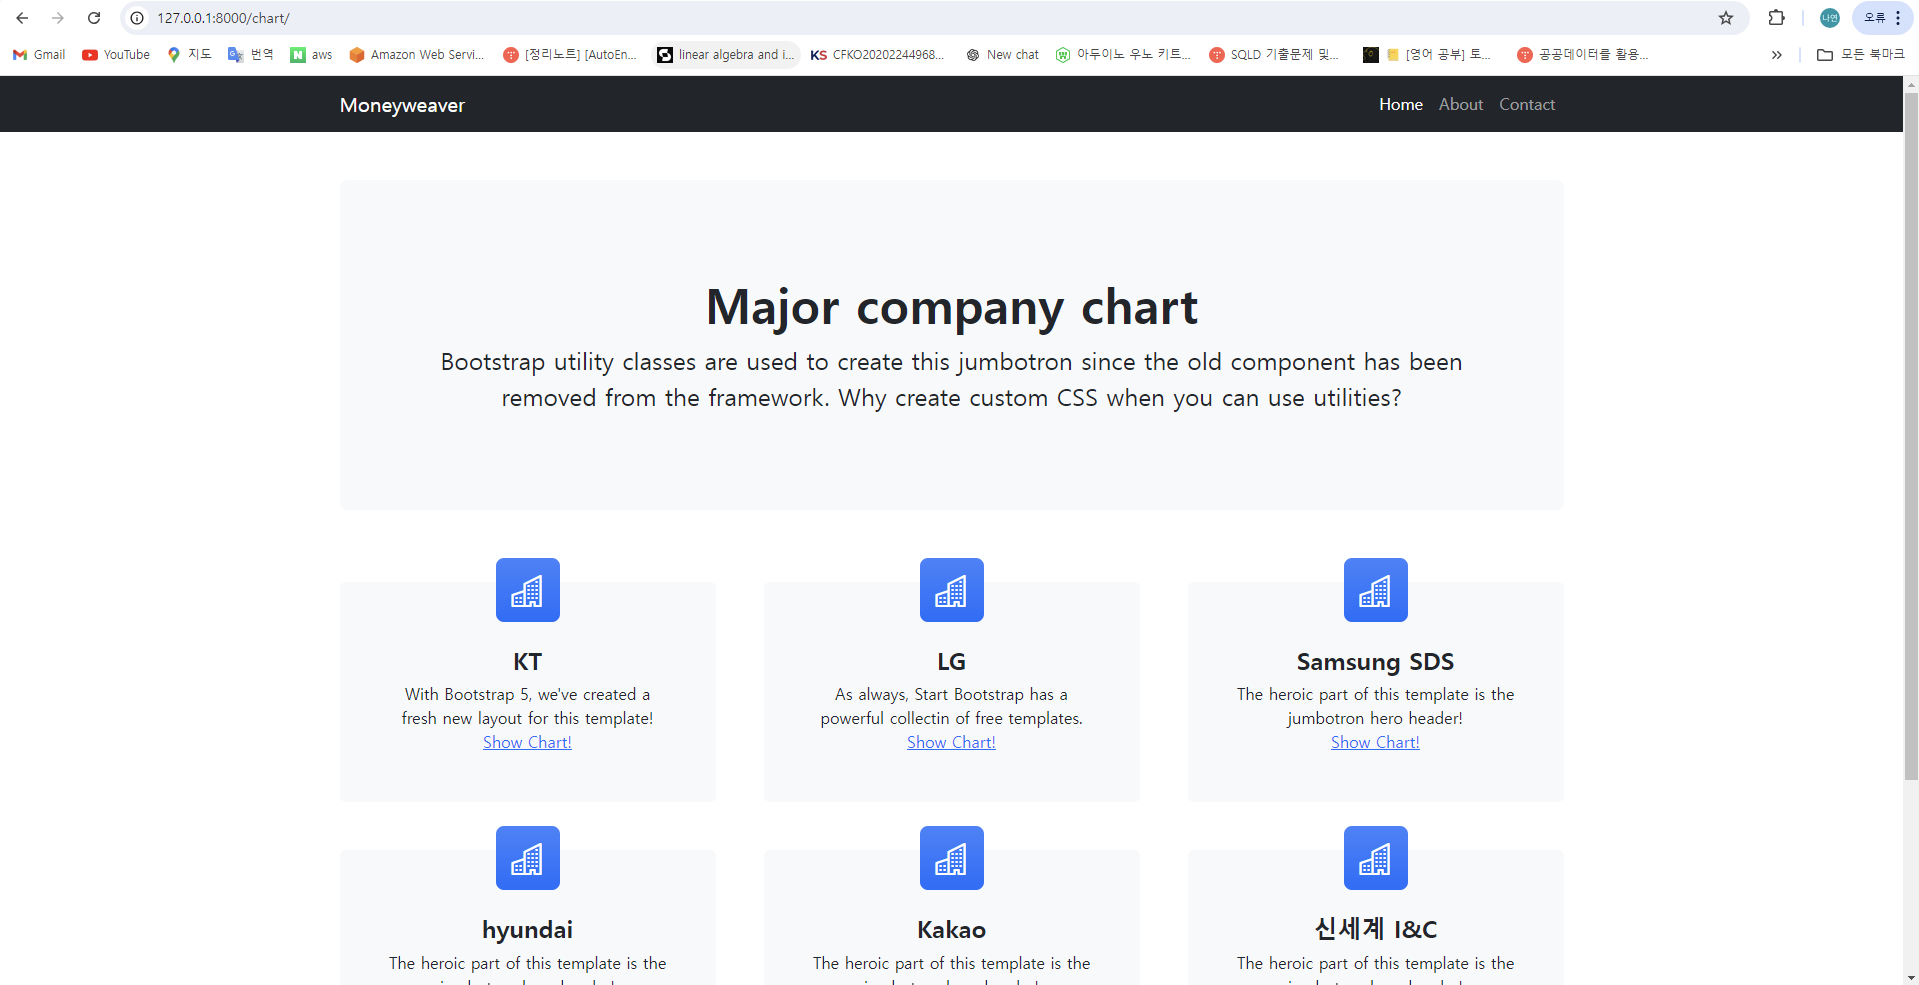 127.0.0.1:8000/chart/
나연
오류
Gmail
YouTube
지도
번역
aws
Amazon Web Servi...
[정리노트] [AutoEn...
linear algebra and i...
KS CFKO20202244968...
New chat
아두이노 우노 키트...
SQLD 기출문제 및...
[영어 공부] 토...
공공데이터를 활용...
모든 북마크
Moneyweaver
Home About Contact
Major company chart
Bootstrap utility classes are used to create this jumbotron since the old component has been
removed from the framework. Why create custom CSS when you can use utilities?
KT
With Bootstrap 5, we've created a
fresh new layout for this template!
Show Chart!
LG
As always, Start Bootstrap has a
powerful collectin of free templates.
Show Chart!
Samsung SDS
The heroic part of this template is the
jumbotron hero header!
Show Chart!
hyundai
The heroic part of this template is the
Kakao
The heroic part of this template is the
신세계 I&C
The heroic part of this template is the